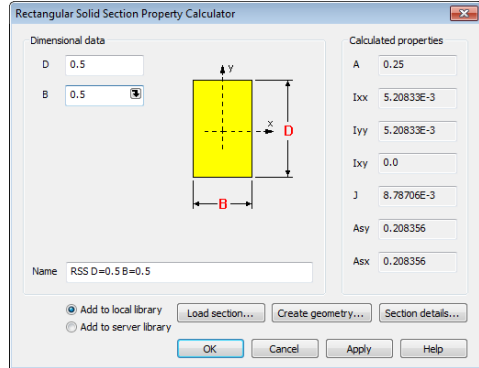 Rectangular Solid Section Property Calculator
Dimensional data
D 0.5
B 0.5
y
x
D
B
Name RSS D=0.5 B=0.5
Calculated properties
A 0.25
Ixx 5.20833E-3
Iyy 5.20833E-3
Ixy 0.0
J 8.78706E-3
Asy 0.208356
Asx 0.208356
Add to local library
Add to server library
Load section... Create geometry... Section details...
OK Cancel Apply Help